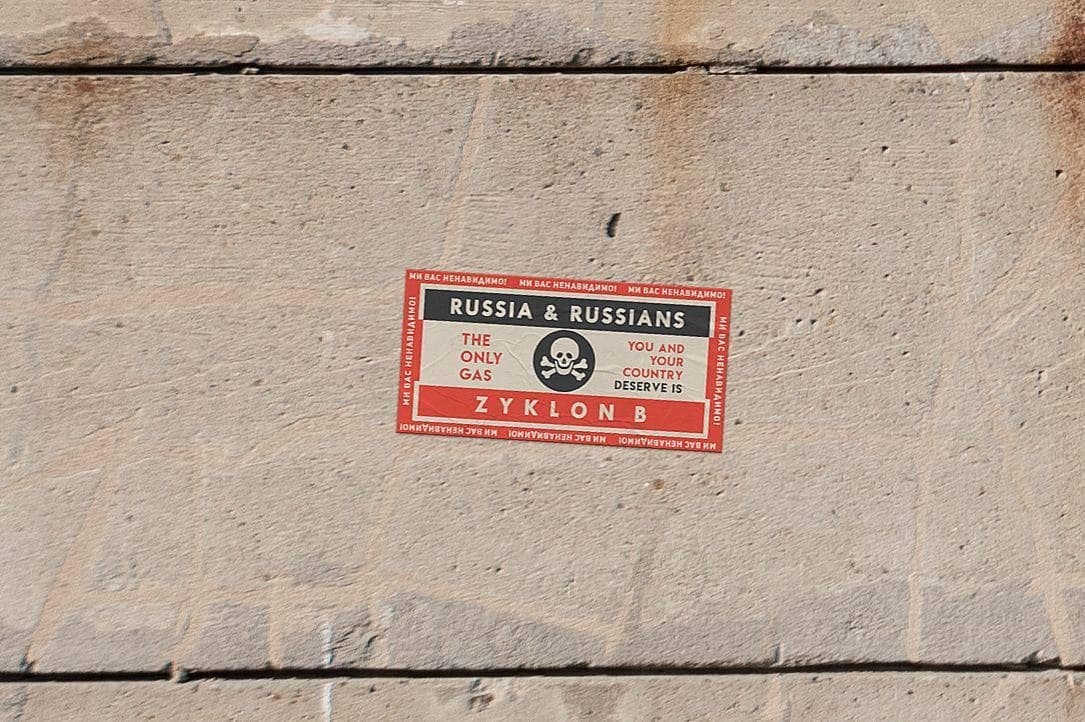 МИ ВАС НЕНАВИДИМО! МИ ВАС НЕНАВИДИМО! МИ ВАС НЕНАВИДИМО!
RUSSIA & RUSSIANS
THE
ONLY
GAS
YOU AND
YOUR
COUNTRY
DESERVE IS
ZYKLON B
МИ ВАС НЕНАВИДИМО!
МИ ВАС НЕНАВИДИМО!
МИ ВАС НЕНАВИДИМО! МИ ВАС НЕНАВИДИМО! МИ ВАС НЕНАВИДИМО!